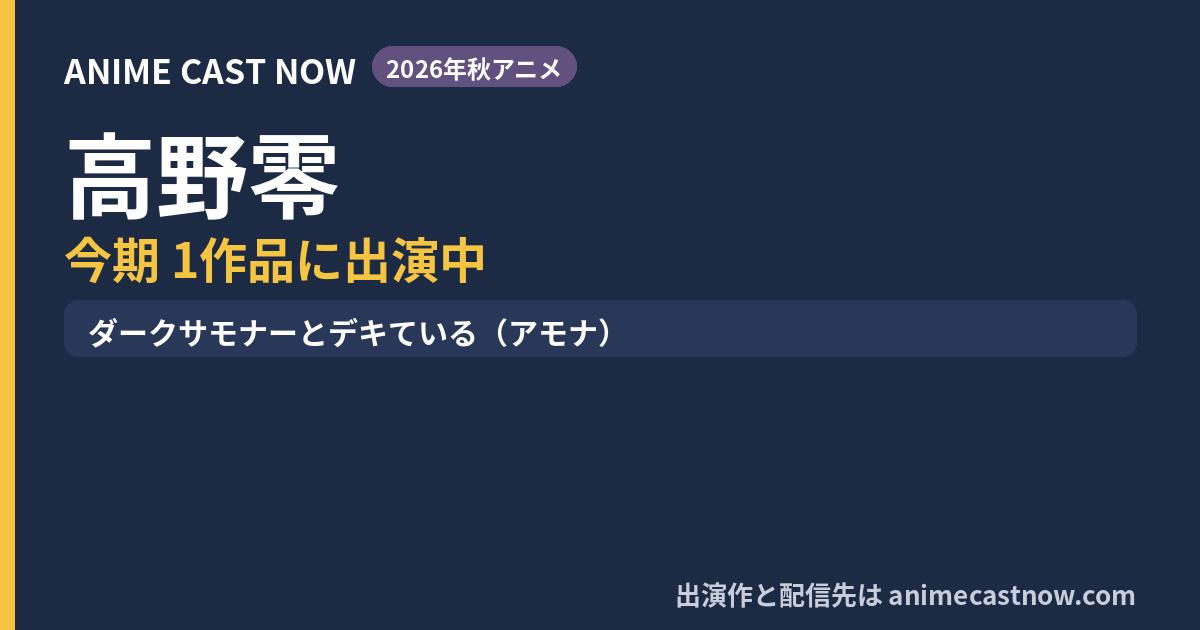 ANIME CAST NOW 2026年秋アニメ
高野零
今期 1作品に出演中
ダークサモナーとデキている（アモナ）
出演作と配信先は animecastnow.com